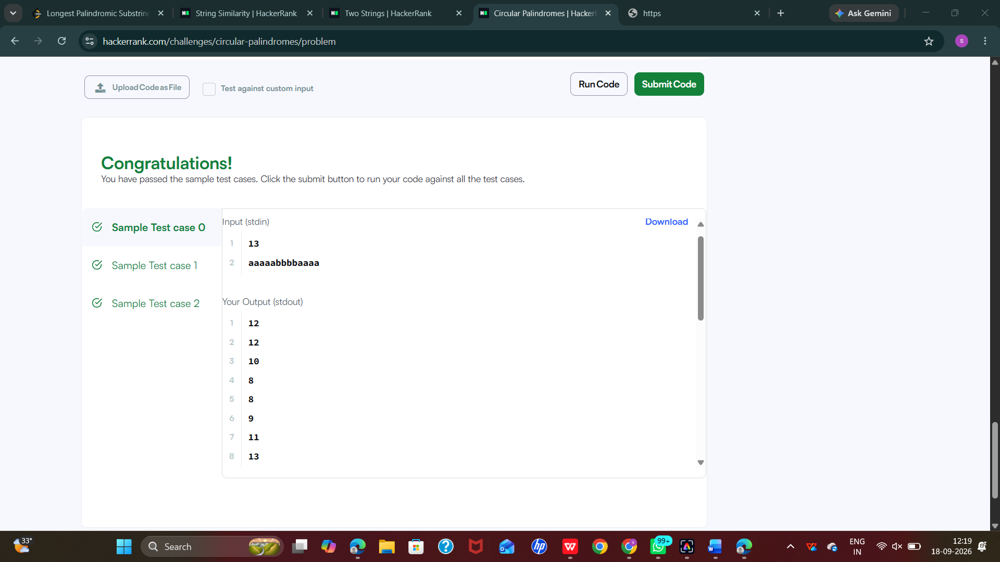 Longest Palindromic Substring
String Similarity | HackerRank
Two Strings | HackerRank
Circular Palindromes | HackerR
https
Ask Gemini
hackerrank.com/challenges/circular-palindromes/problem
S
Upload Code as File
Test against custom input
Run Code
Submit Code
Congratulations!
You have passed the sample test cases. Click the submit button to run your code against all the test cases.
Sample Test case 0
Sample Test case 1
Sample Test case 2
Input (stdin)
Download
1 13
2 aaaaabbbbaaaa
Your Output (stdout)
1 12
2 12
3 10
4 8
5 8
6 9
7 11
8 13
33°
Search
99+
ENG
IN
12:19
18-09-2026